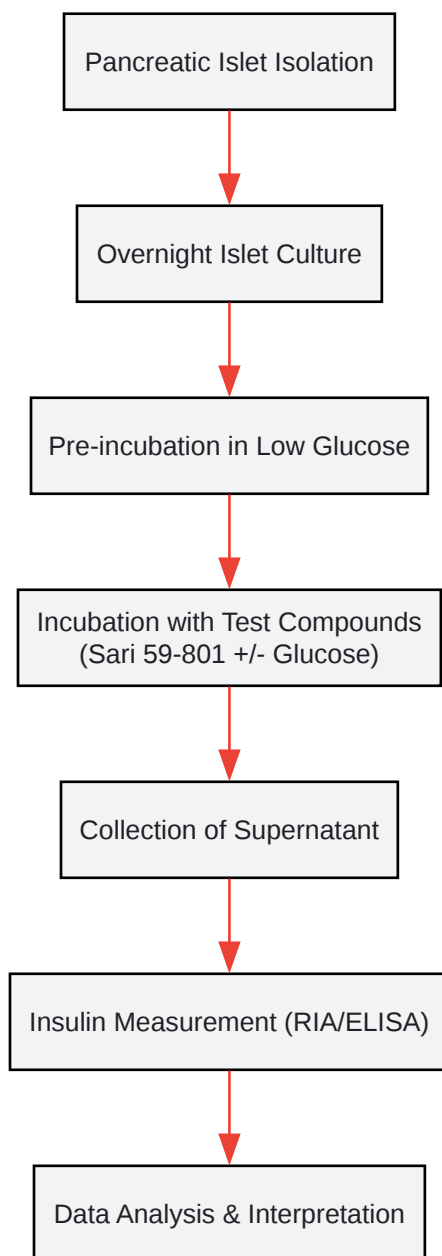 Pancreatic Islet Isolation
Overnight Islet Culture
Pre-incubation in Low Glucose
Incubation with Test Compounds
(Sari 59-801 +/- Glucose)
Collection of Supernatant
Insulin Measurement (RIA/ELISA)
Data Analysis & Interpretation